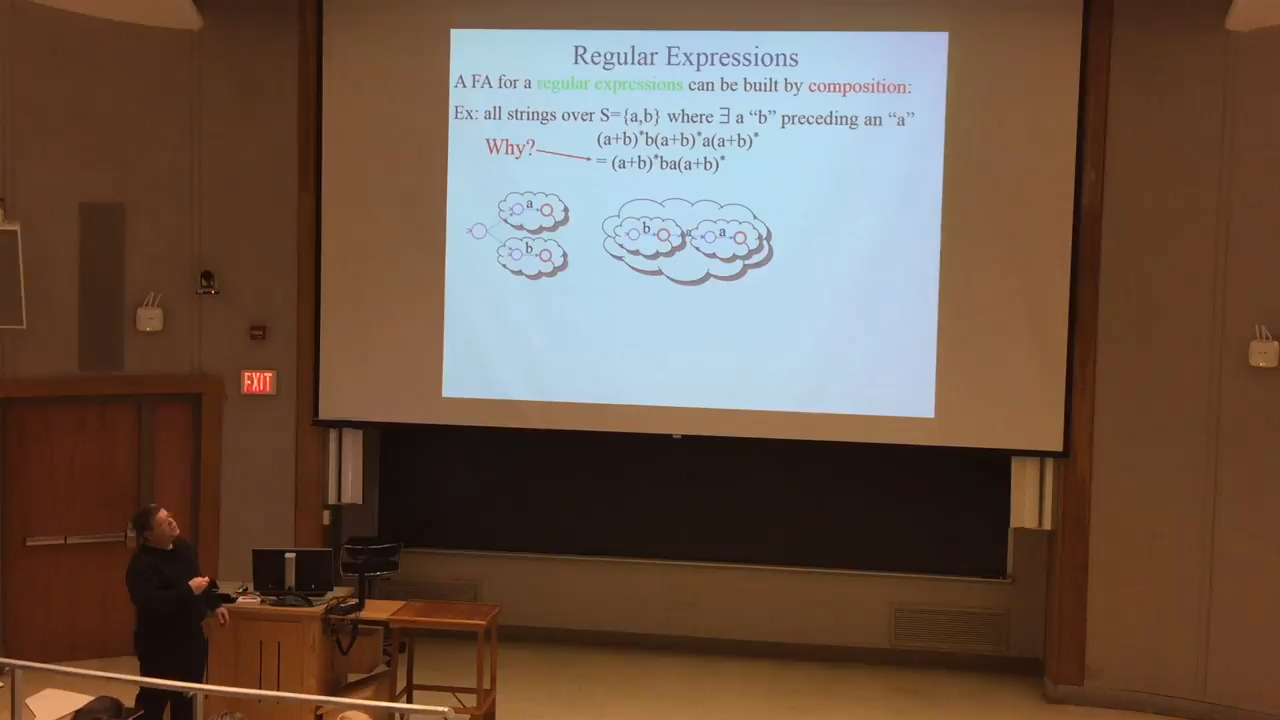 Regular Expressions
A FA for a regular expressions can be built by composition:
Ex: all strings over S={a,b} where ∃ a “b” preceding an “a”
(a+b)*b(a+b)*a(a+b)*
Why?
= (a+b)*ba(a+b)*
a
b
b
a
EXIT